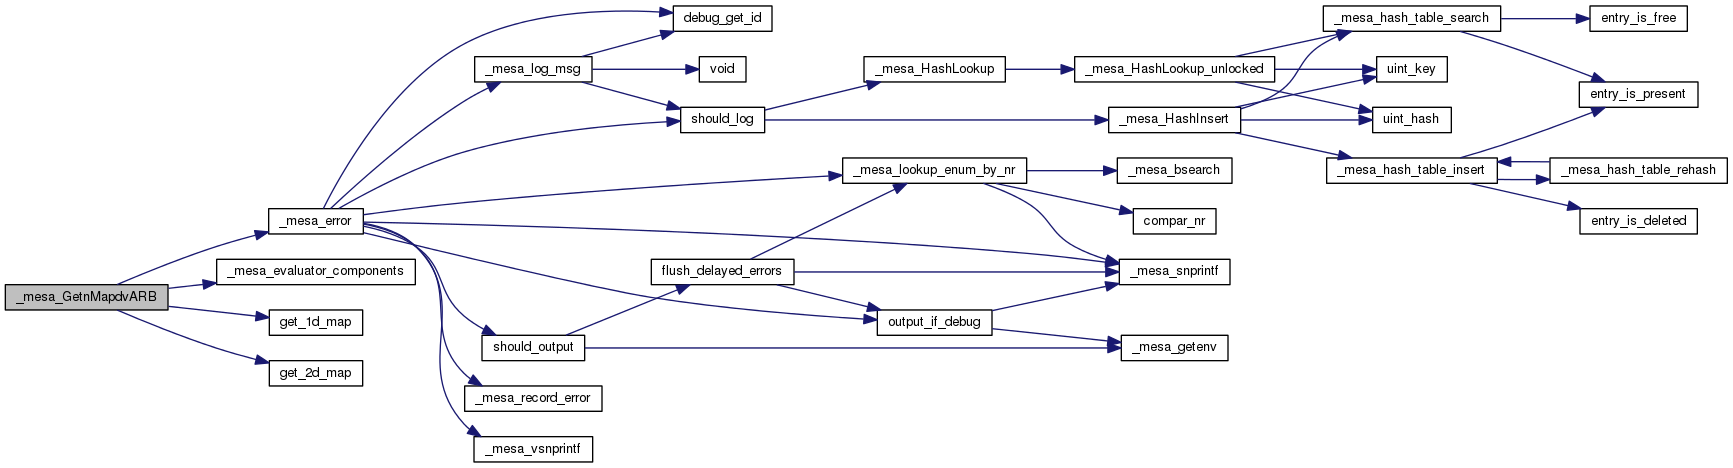 _mesa_GetnMapdvARB
_mesa_error
_mesa_evaluator_components
get_1d_map
get_2d_map
debug_get_id
_mesa_log_msg
void
should_log
_mesa_HashLookup
_mesa_HashLookup_unlocked
_mesa_hash_table_search
entry_is_free
uint_key
entry_is_present
_mesa_HashInsert
uint_hash
_mesa_hash_table_insert
_mesa_hash_table_rehash
entry_is_deleted
_mesa_lookup_enum_by_nr
_mesa_bsearch
compar_nr
flush_delayed_errors
_mesa_snprintf
output_if_debug
should_output
_mesa_getenv
_mesa_record_error
_mesa_vsnprintf